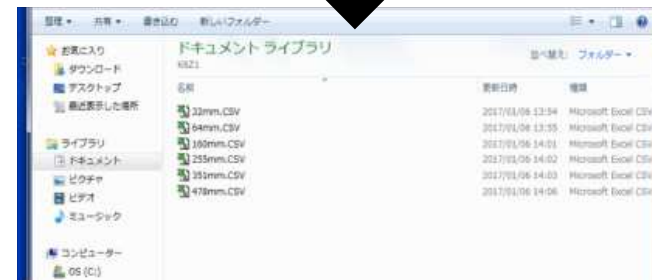 整理▼ 共有▼ 書き込む 新しいフォルダー
お気に入り
ダウンロード
デスクトップ
最近表示した場所
ライブラリ
ドキュメント
ピクチャ
ビデオ
ミュージック
コンピューター
OS (C:)
ドキュメント ライブラリ
並べ替え: フォルダー▼
名前 更新日時 種類
32mm.CSV 2017/01/06 13:54 Microsoft Excel CSV
64mm.CSV 2017/01/06 13:55 Microsoft Excel CSV
160mm.CSV 2017/01/06 14:01 Microsoft Excel CSV
255mm.CSV 2017/01/06 14:02 Microsoft Excel CSV
351mm.CSV 2017/01/06 14:03 Microsoft Excel CSV
478mm.CSV 2017/01/06 14:06 Microsoft Excel CSV